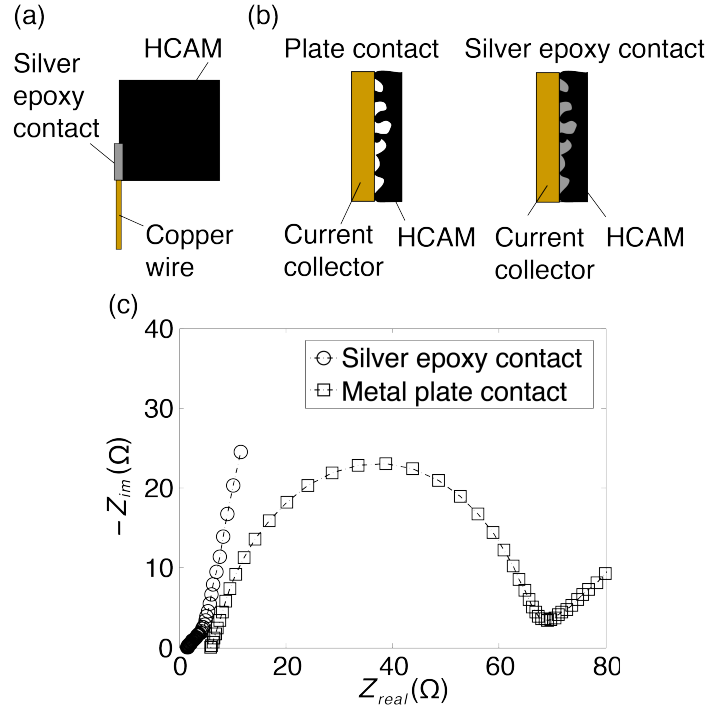 (a)
HCAM
Silver
epoxy
contact
Copper
wire
(b)
Plate contact
Silver epoxy contact
Current
collector
HCAM
Current
collector
HCAM
(c)
40
30
20
10
0
−Z_im(Ω)
Silver epoxy contact
Metal plate contact
0
20
40
60
80
Z_real(Ω)